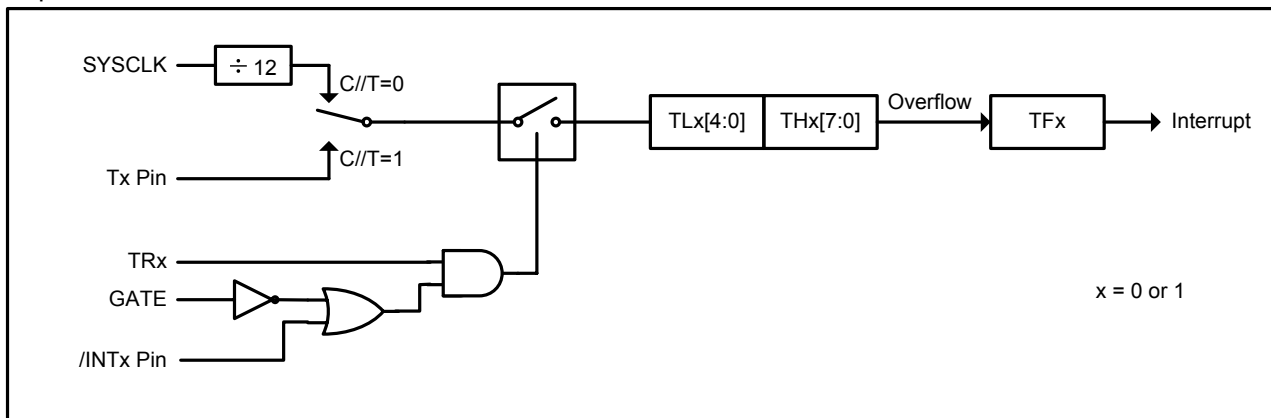 SYSCLK
÷ 12
C//T=0
C//T=1
Tx Pin
TLx[4:0]
THx[7:0]
Overflow
TFx
Interrupt
TRx
GATE
/INTx Pin
x = 0 or 1